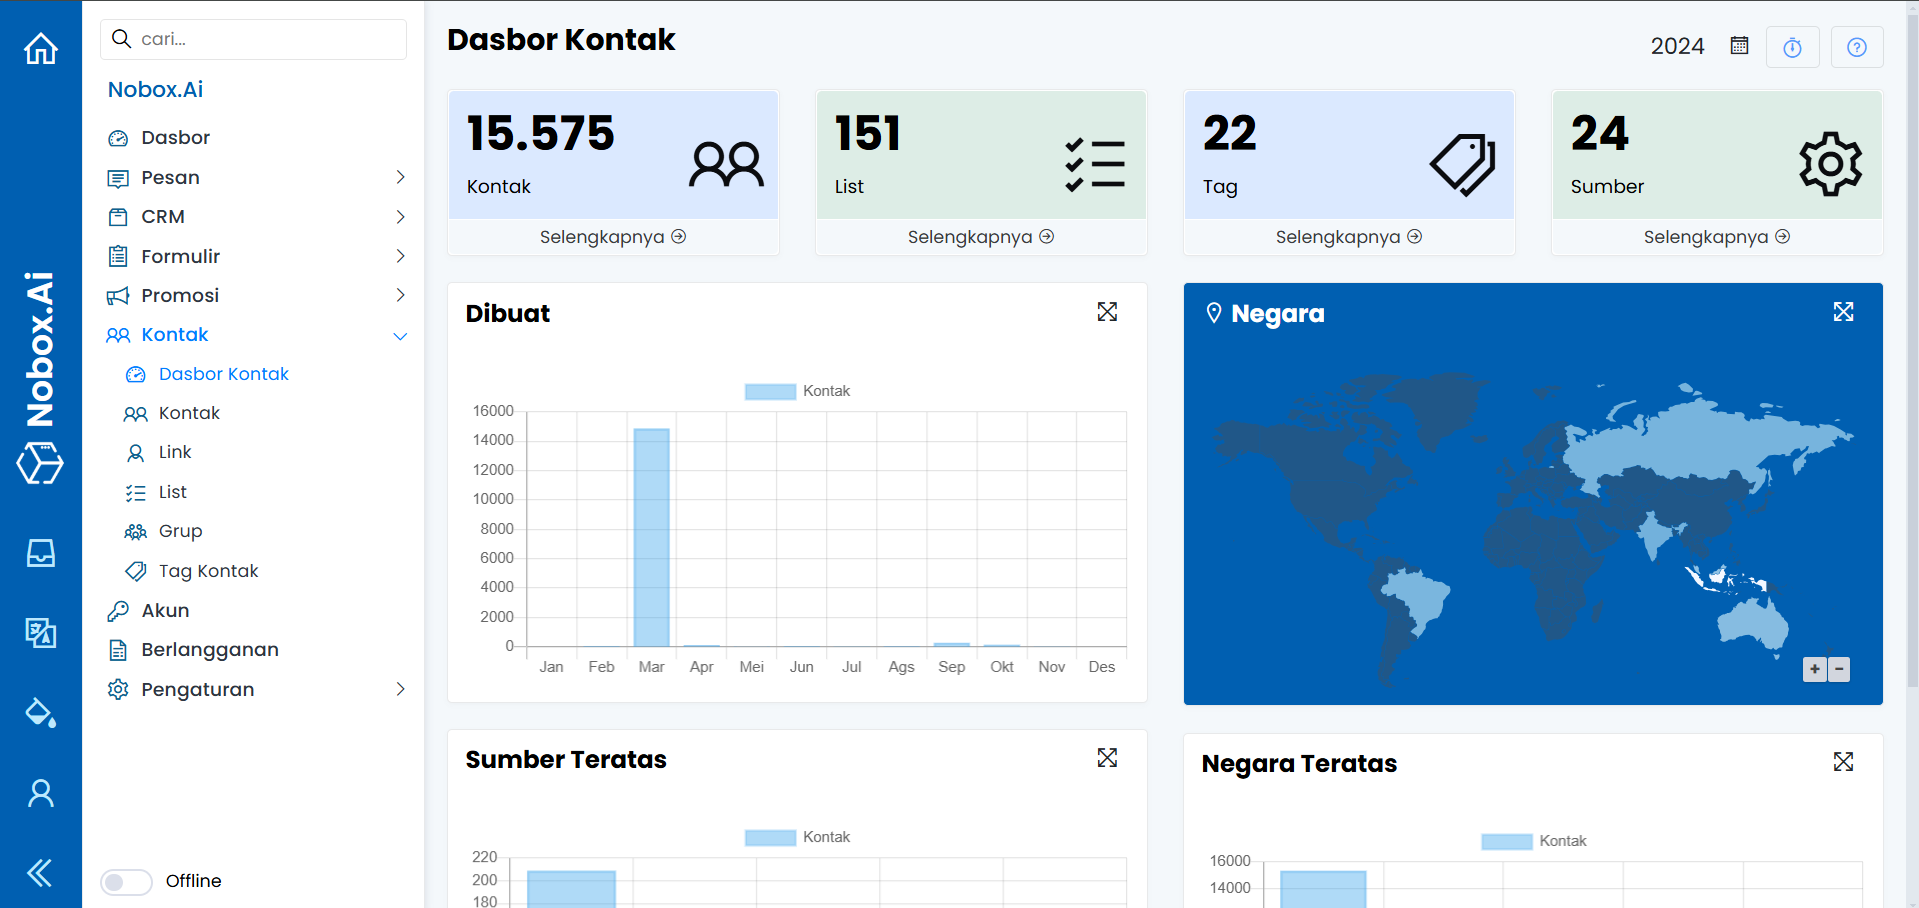 Nobox.Ai
cari...
Nobox.Ai
Dasbor
Pesan
CRM
Formulir
Promosi
Kontak
Dasbor Kontak
Kontak
Link
List
Grup
Tag Kontak
Akun
Berlangganan
Pengaturan
Offline
Dasbor Kontak
2024
15.575
Kontak
Selengkapnya
151
List
Selengkapnya
22
Tag
Selengkapnya
24
Sumber
Selengkapnya
Dibuat
Kontak
16000
14000
12000
10000
8000
6000
4000
2000
0
Jan Feb Mar Apr Mei Jun Jul Ags Sep Okt Nov Des
Negara
+ -
Sumber Teratas
Kontak
220
200
180
Negara Teratas
Kontak
16000
14000